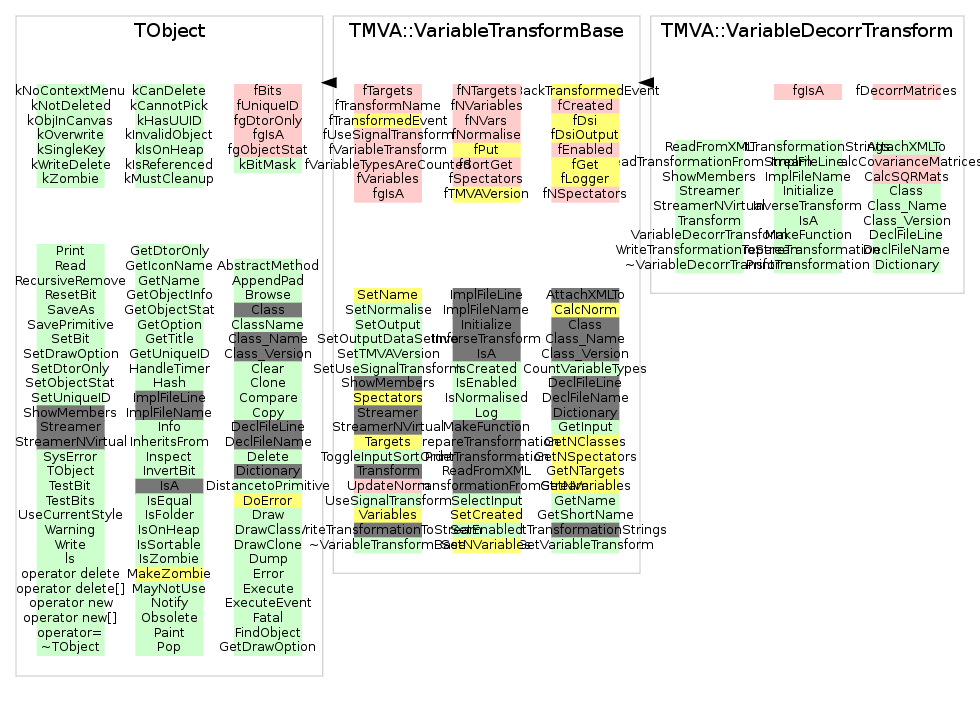 TObject
kNoContextMenu
kNotDeleted
kObjInCanvas
kOverwrite
kSingleKey
kWriteDelete
kZombie
kCanDelete
kCannotPick
kHasUUID
kInvalidObject
kIsOnHeap
kIsReferenced
kMustCleanup
fBits
fUniqueID
fgDtorOnly
fgIsA
fgObjectStat
kBitMask
Print
Read
RecursiveRemove
ResetBit
SaveAs
SavePrimitive
SetBit
SetDrawOption
SetDtorOnly
SetObjectStat
SetUniqueID
ShowMembers
Streamer
StreamerNVirtual
SysError
TObject
TestBit
TestBits
UseCurrentStyle
Warning
Write
ls
operator delete
operator delete[]
operator new
operator new[]
operator=
~TObject
GetDtorOnly
GetIconName
GetName
GetObjectInfo
GetObjectStat
GetOption
GetTitle
GetUniqueID
HandleTimer
Hash
ImplFileLine
ImplFileName
Info
InheritsFrom
Inspect
InvertBit
IsA
IsEqual
IsFolder
IsOnHeap
IsSortable
IsZombie
MakeZombie
MayNotUse
Notify
Obsolete
Paint
Pop
AbstractMethod
AppendPad
Browse
Class
ClassName
Class_Name
Class_Version
Clear
Clone
Compare
Copy
DeclFileLine
DeclFileName
Delete
Dictionary
DistancetoPrimitive
DoError
Draw
DrawClass
DrawClone
Dump
Error
Execute
ExecuteEvent
Fatal
FindObject
GetDrawOption
TMVA::VariableTransformBase
fTargets
fTransformName
fTransformedEvent
fUseSignalTransform
fVariableTransform
fVariableTypesAreCounted
fVariables
fgIsA
fNTargets
fNVariables
fNVars
fNormalise
fPut
fSortGet
fSpectators
fTMVAVersion
ackTransformedEvent
fCreated
fDsi
fDsiOutput
fEnabled
fGet
fLogger
fNSpectators
SetName
SetNormalise
SetOutput
SetOutputDataSetInfo
SetTMVAVersion
SetUseSignalTransform
ShowMembers
Spectators
Streamer
StreamerNVirtual
Targets
ToggleInputSortOrder
Transform
UpdateNorm
UseSignalTransform
Variables
riteTransformationToStream
~VariableTransformBase
ImplFileLine
ImplFileName
Initialize
InverseTransform
IsA
IsCreated
IsEnabled
IsNormalised
Log
MakeFunction
repareTransformation
PrintTransformation
ReadFromXML
ansformationFromStream
SelectInput
SetCreated
SetEnabled
SetNVariables
AttachXMLTo
CalcNorm
Class
Class_Name
Class_Version
CountVariableTypes
DeclFileLine
DeclFileName
Dictionary
GetInput
GetNClasses
GetNSpectators
GetNTargets
GetNVariables
GetName
GetShortName
tTransformationStrings
GetVariableTransform
TMVA::VariableDecorrTransform
fgIsA
fDecorrMatrices
ReadFromXML
eadTransformationFromStream
ShowMembers
Streamer
StreamerNVirtual
Transform
VariableDecorrTransform
WriteTransformationToStream
~VariableDecorrTransform
TransformationStrings
ImplFileLine
ImplFileName
Initialize
InverseTransform
IsA
MakeFunction
PrepareTransformation
PrintTransformation
AttachXMLTo
alcCovarianceMatrices
CalcSQRMats
Class
Class_Name
Class_Version
DeclFileLine
DeclFileName
Dictionary